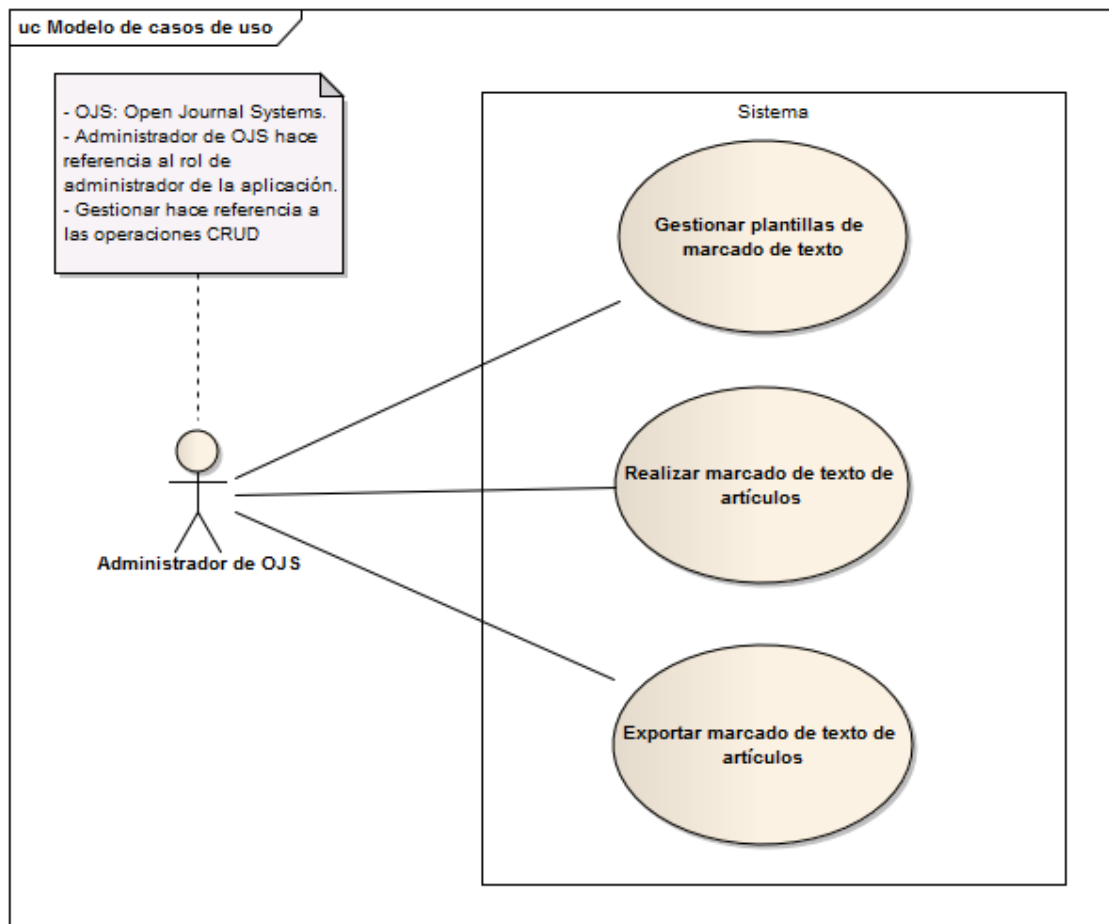 uc Modelo de casos de uso
- OJS: Open Journal Systems.
- Administrador de OJS hace
referencia al rol de
administrador de la aplicación.
- Gestionar hace referencia a
las operaciones CRUD
Sistema
Gestionar plantillas de
marcado de texto
Realizar marcado de texto de
artículos
Administrador de OJS
Exportar marcado de texto de
artículos